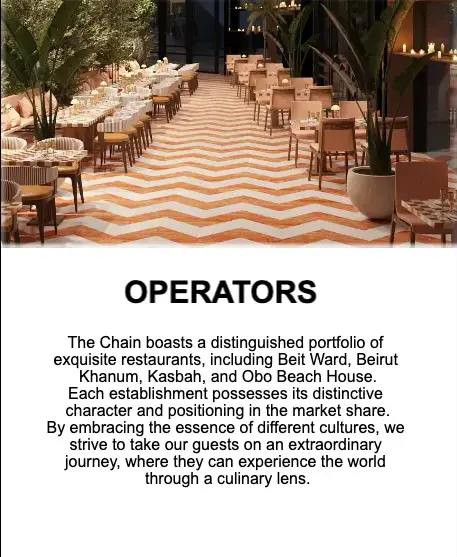 OPERATORS
The Chain boasts a distinguished portfolio of
exquisite restaurants, including Beit Ward, Beirut
Khanum, Kasbah, and Obo Beach House.
Each establishment possesses its distinctive
character and positioning in the market share.
By embracing the essence of different cultures, we
strive to take our guests on an extraordinary
journey, where they can experience the world
through a culinary lens.